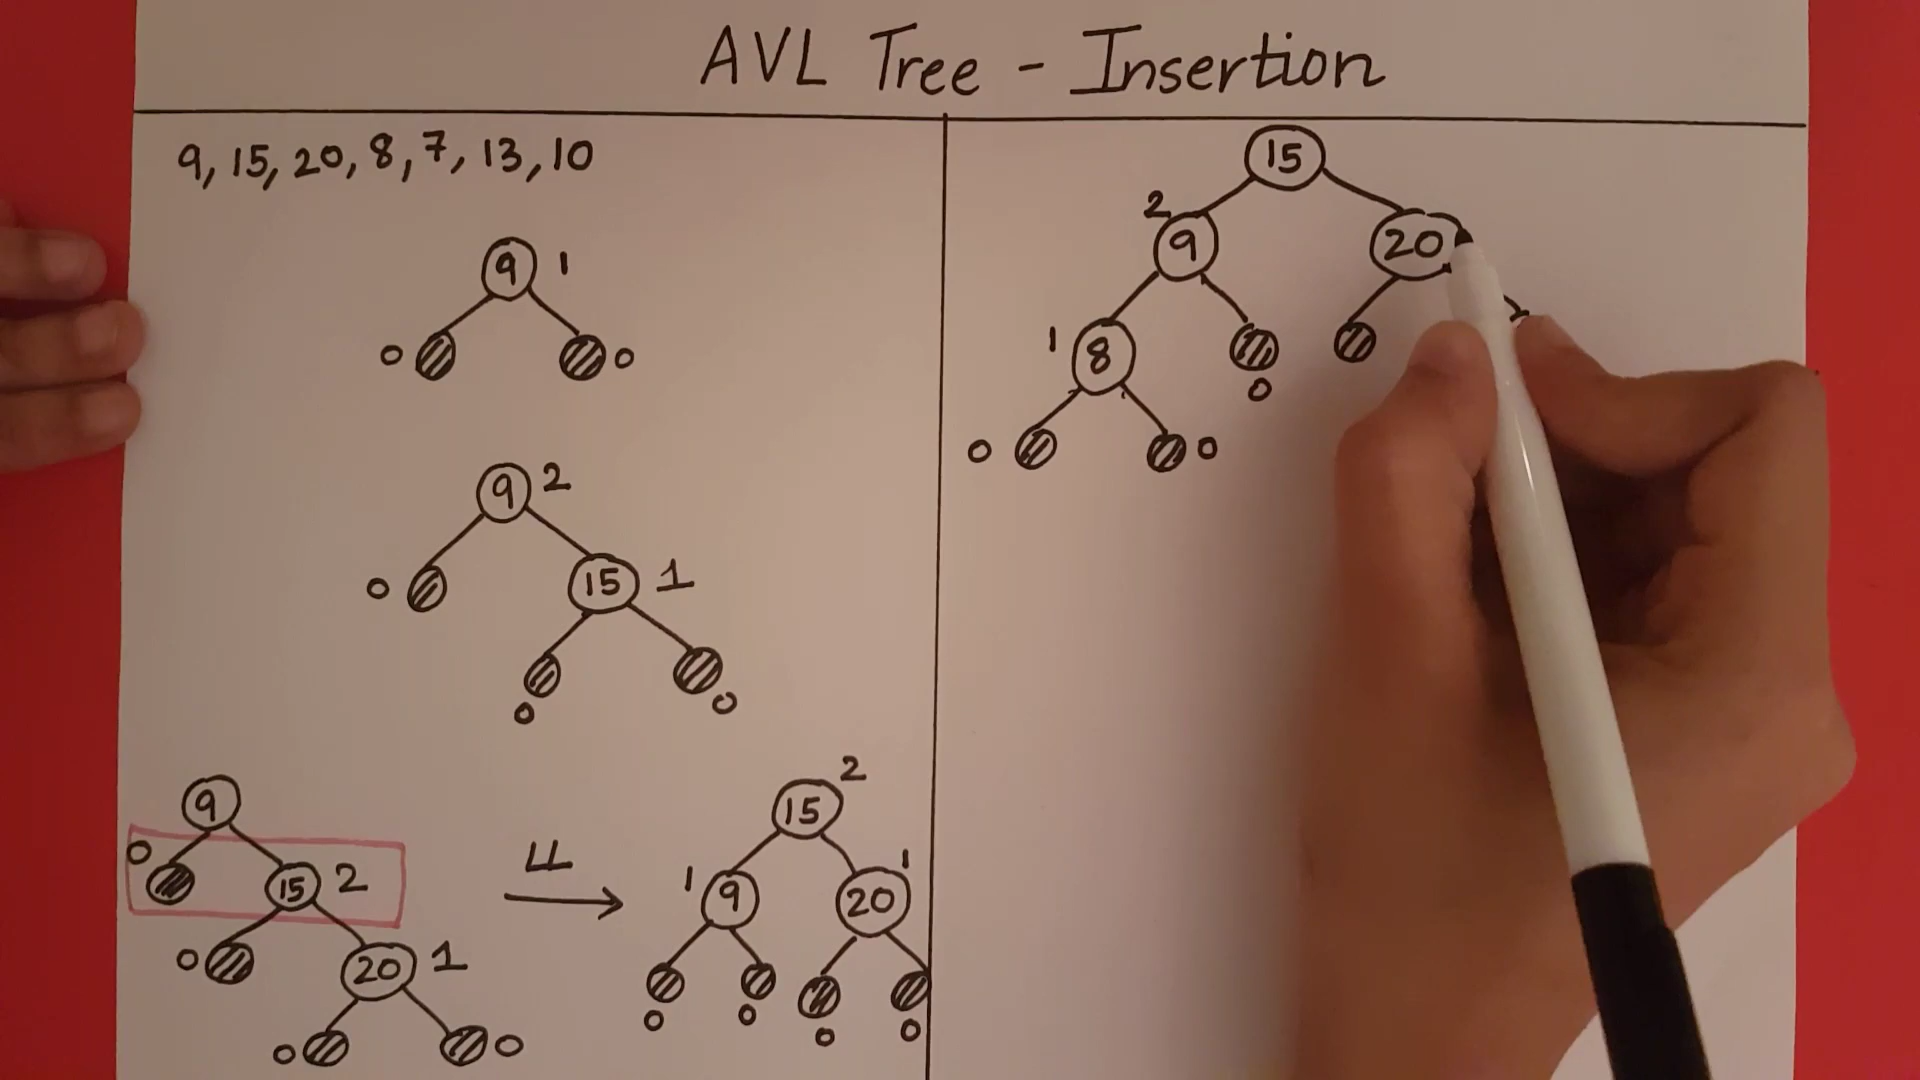 AVL Tree - Insertion
9, 15, 20, 8, 7, 13, 10
9 1
0 0
9 2
0 15 1
0 0
9
0 15 2
0 20 1
0 0
LL
15 2
1 9 20 1
0 0 0 0
15
2 9 20
1 8 0
0 0